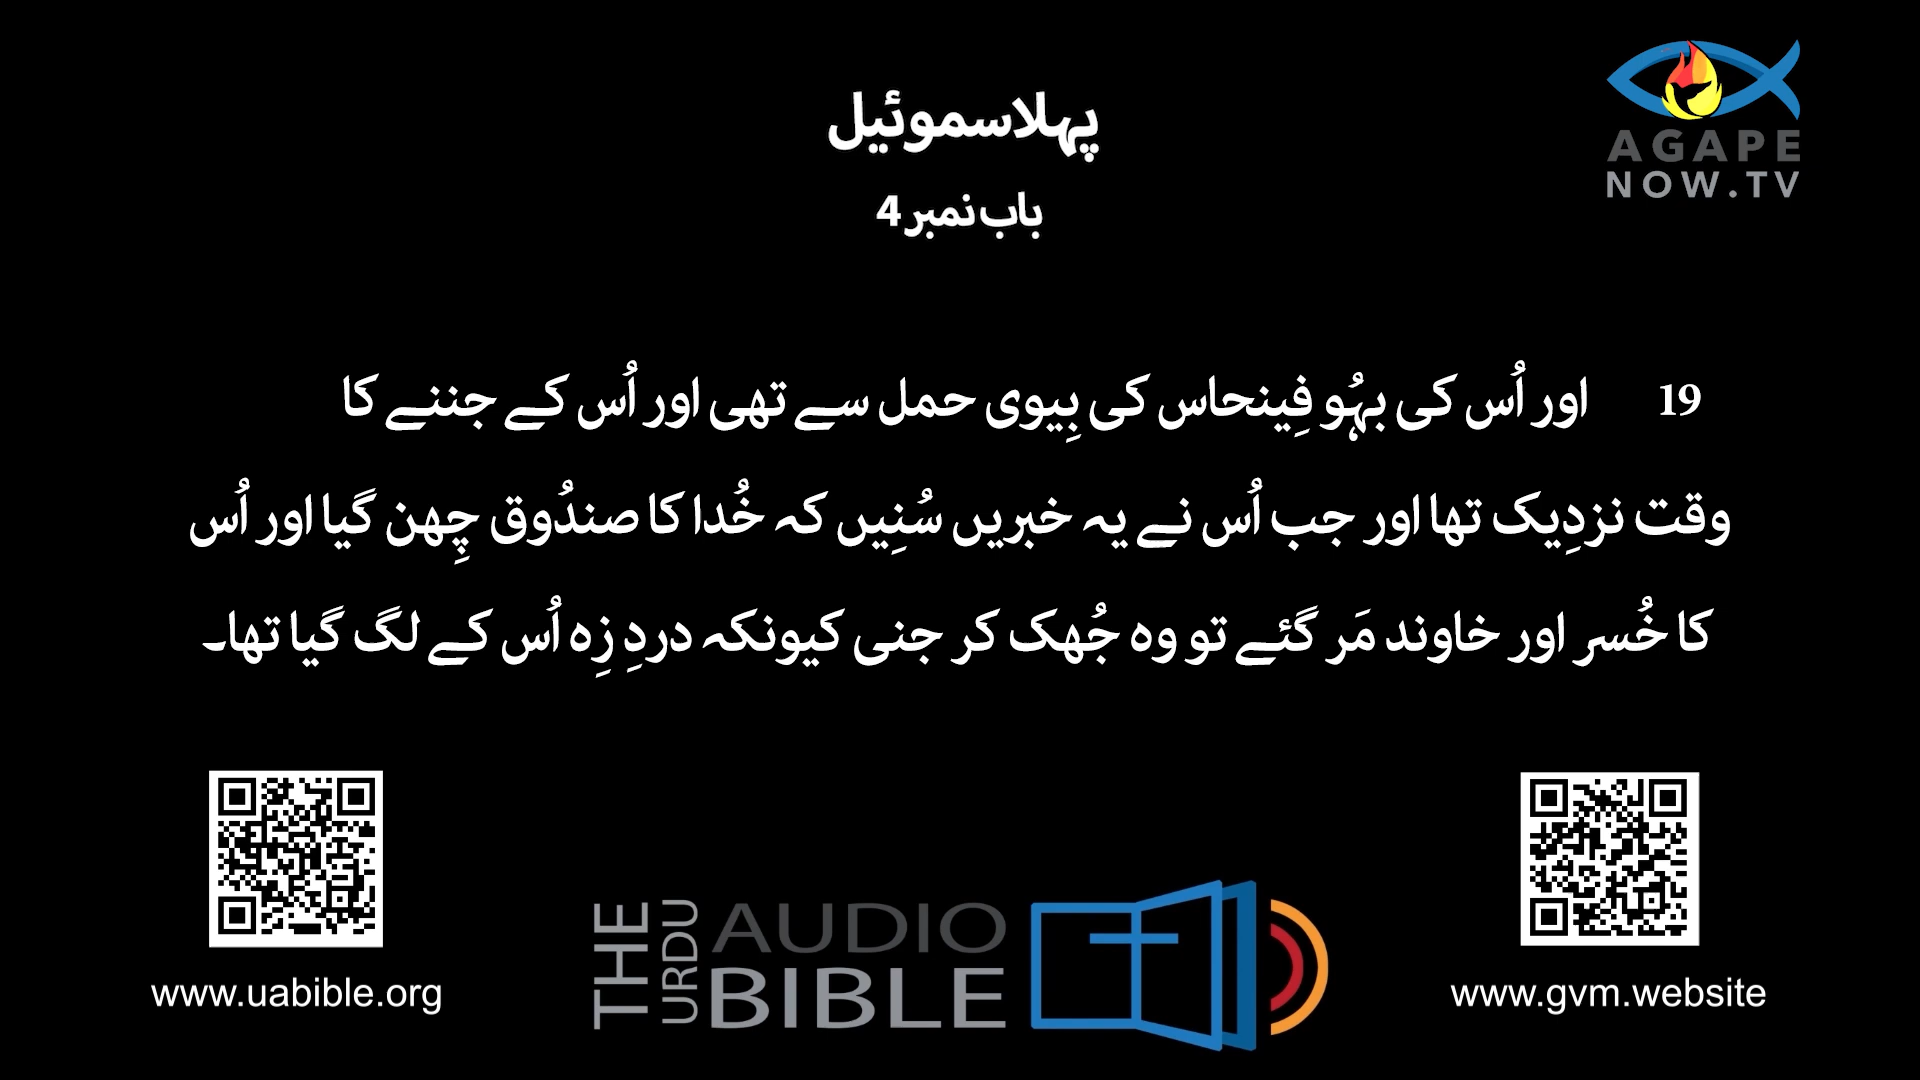 پہلا سموئیل
باب نمبر 4
AGAPE
NOW.TV
19 اور اُس کی بہُو فِینحاس کی بِیوی حمل سے تھی اور اُس کے جننے کا
وقت نزدِیک تھا اور جب اُس نے یہ خبریں سُنِیں کہ خُدا کا صندُوق چِھن گیا اور اُس
کا خُسر اور خاوند مَر گئے تو وہ جُھک کر جنی کیونکہ دردِ زِہ اُس کے لگ گیا تھا۔
www.uabible.org
THE URDU AUDIO BIBLE
www.gvm.website